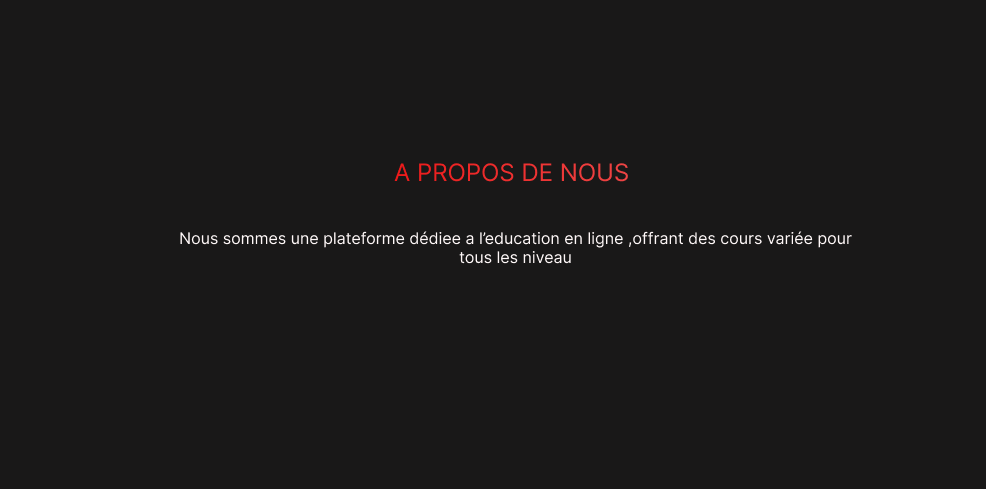 A PROPOS DE NOUS
Nous sommes une plateforme dédiee a l’education en ligne ,offrant des cours variée pour
tous les niveau